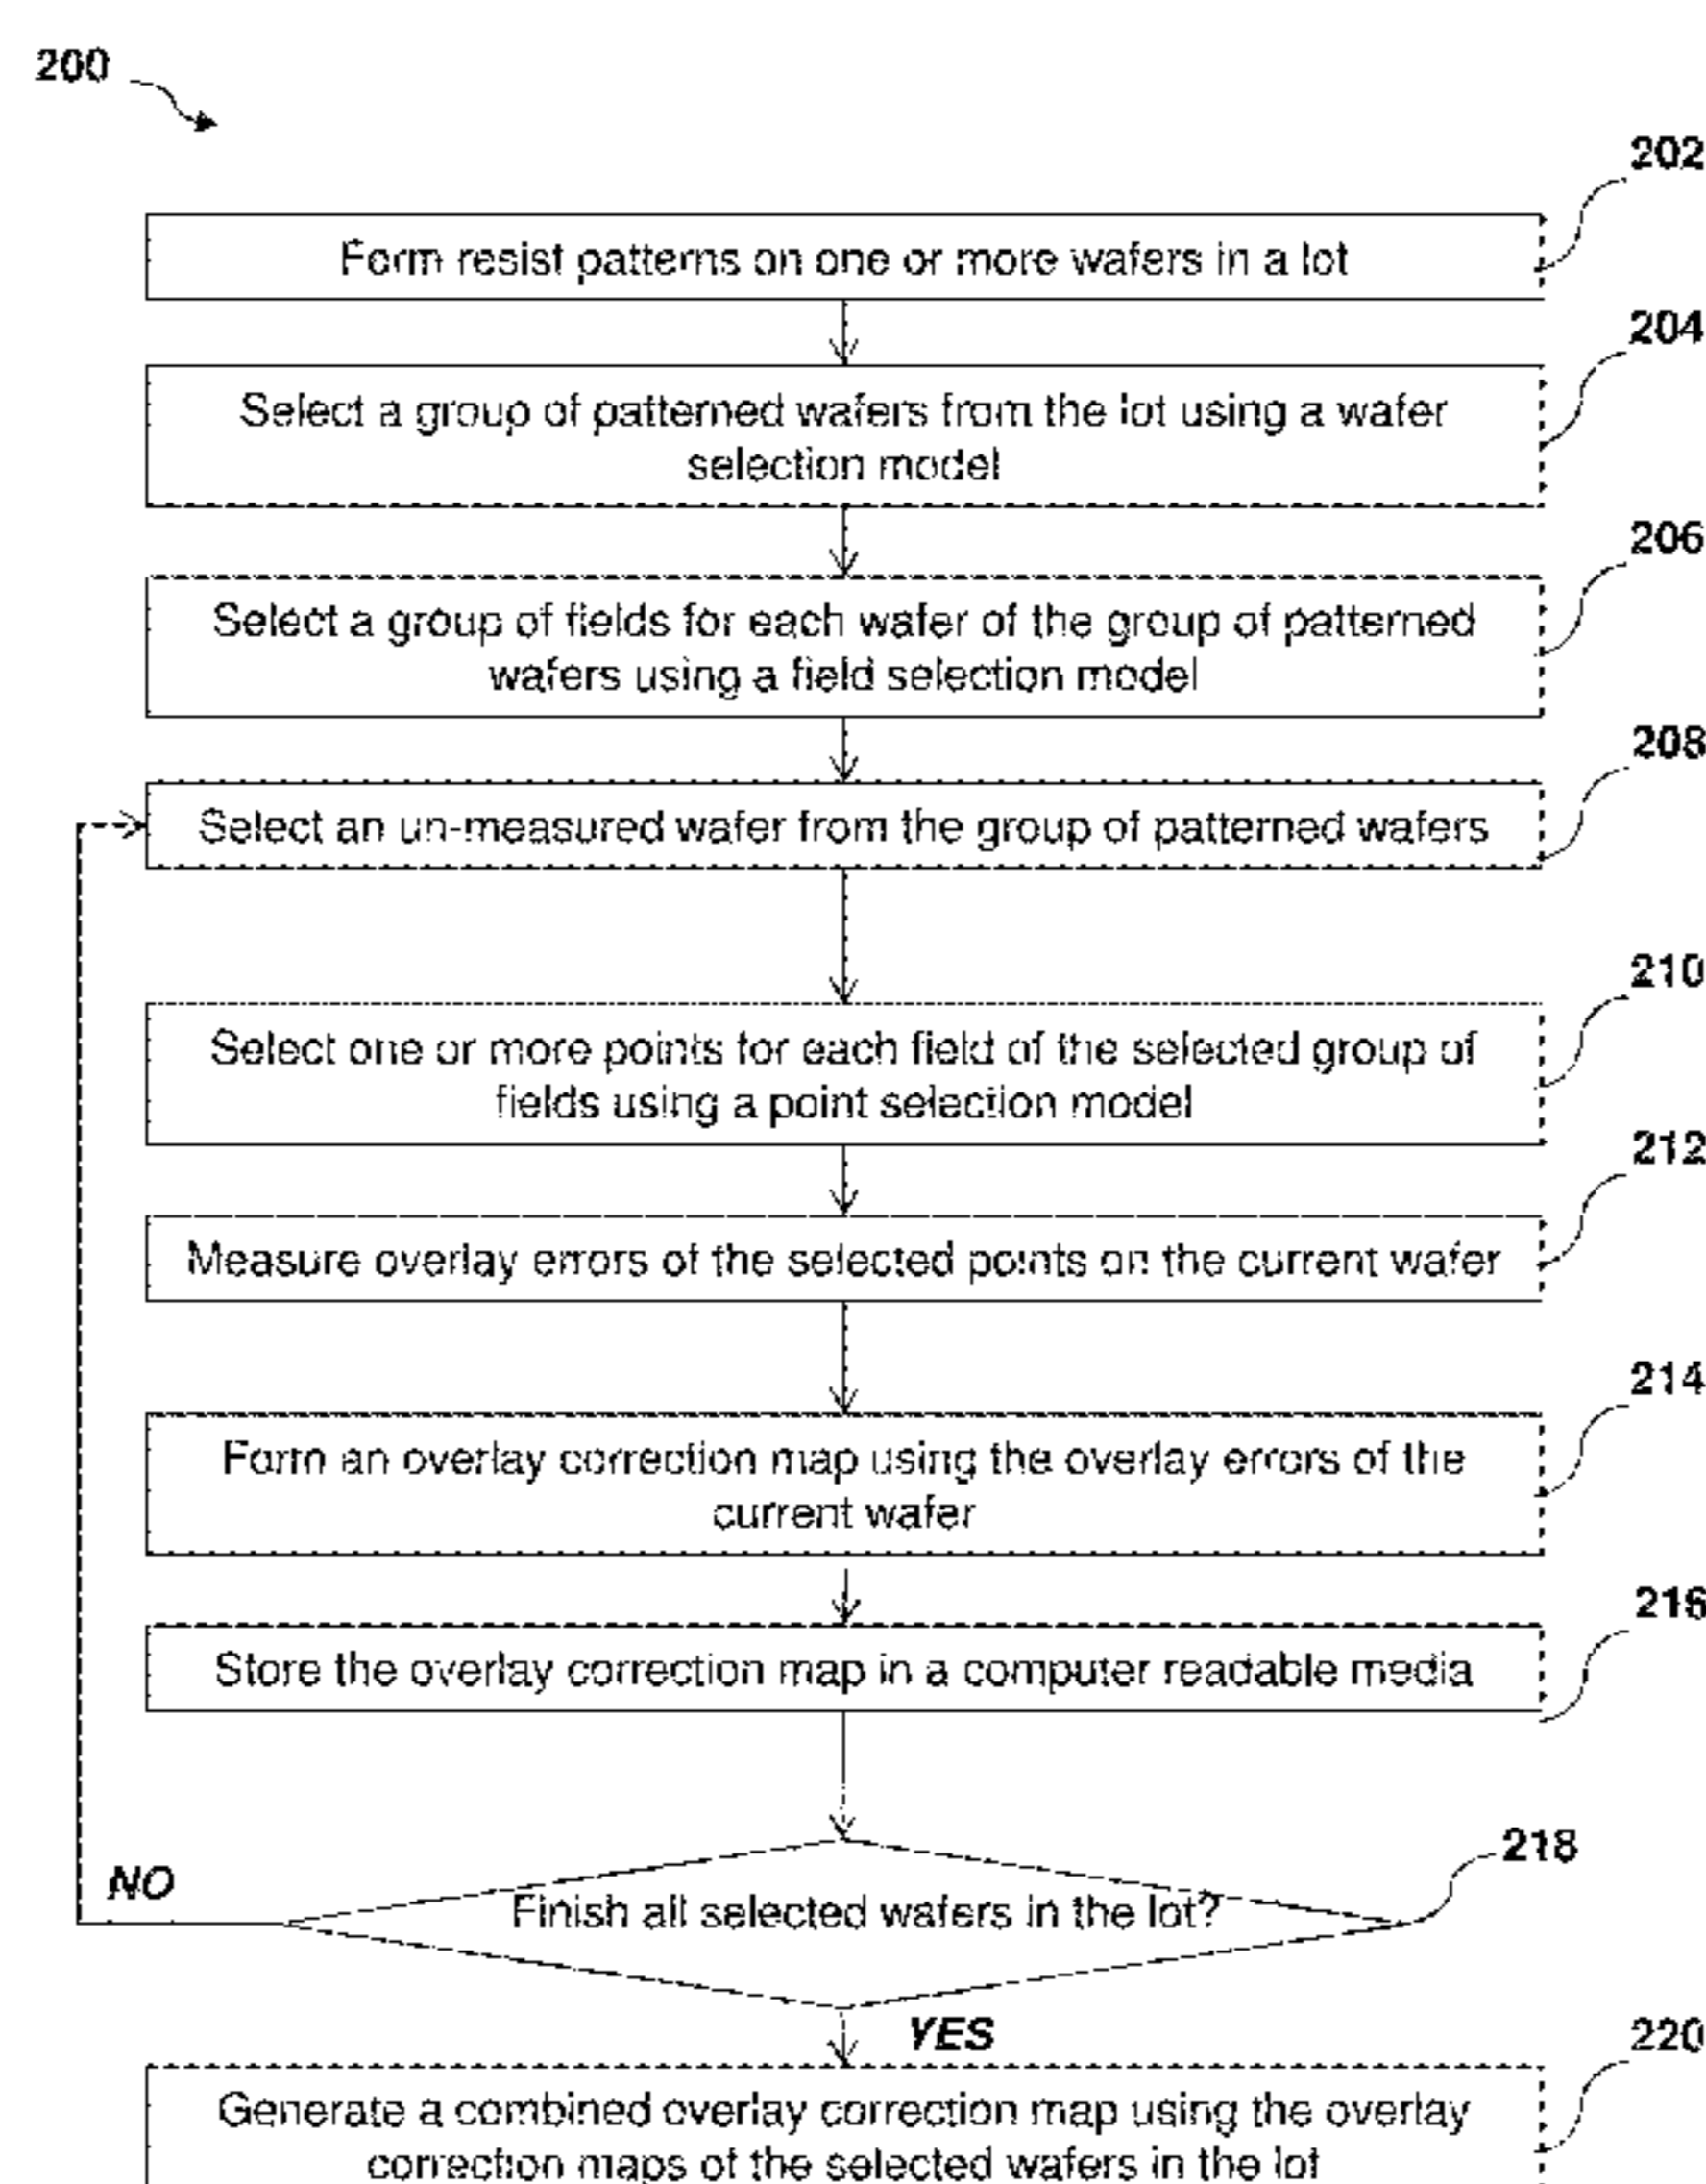 200
202
Form resist patterns on one or more wafers in a lot
204
Select a group of patterned wafers from the lot using a wafer
selection model
206
Select a group of fields for each wafer of the group of patterned
wafers using a field selection model
208
Select an un-measured wafer from the group of patterned wafers
210
Select one or more points for each field of the selected group of
fields using a point selection model
212
Measure overlay errors of the selected points on the current wafer
214
Form an overlay correction map using the overlay errors of the
current wafer
216
Store the overlay correction map in a computer readable media
218
NO
Finish all selected wafers in the lot?
YES
220
Generate a combined overlay correction map using the overlay
correction maps of the selected wafers in the lot